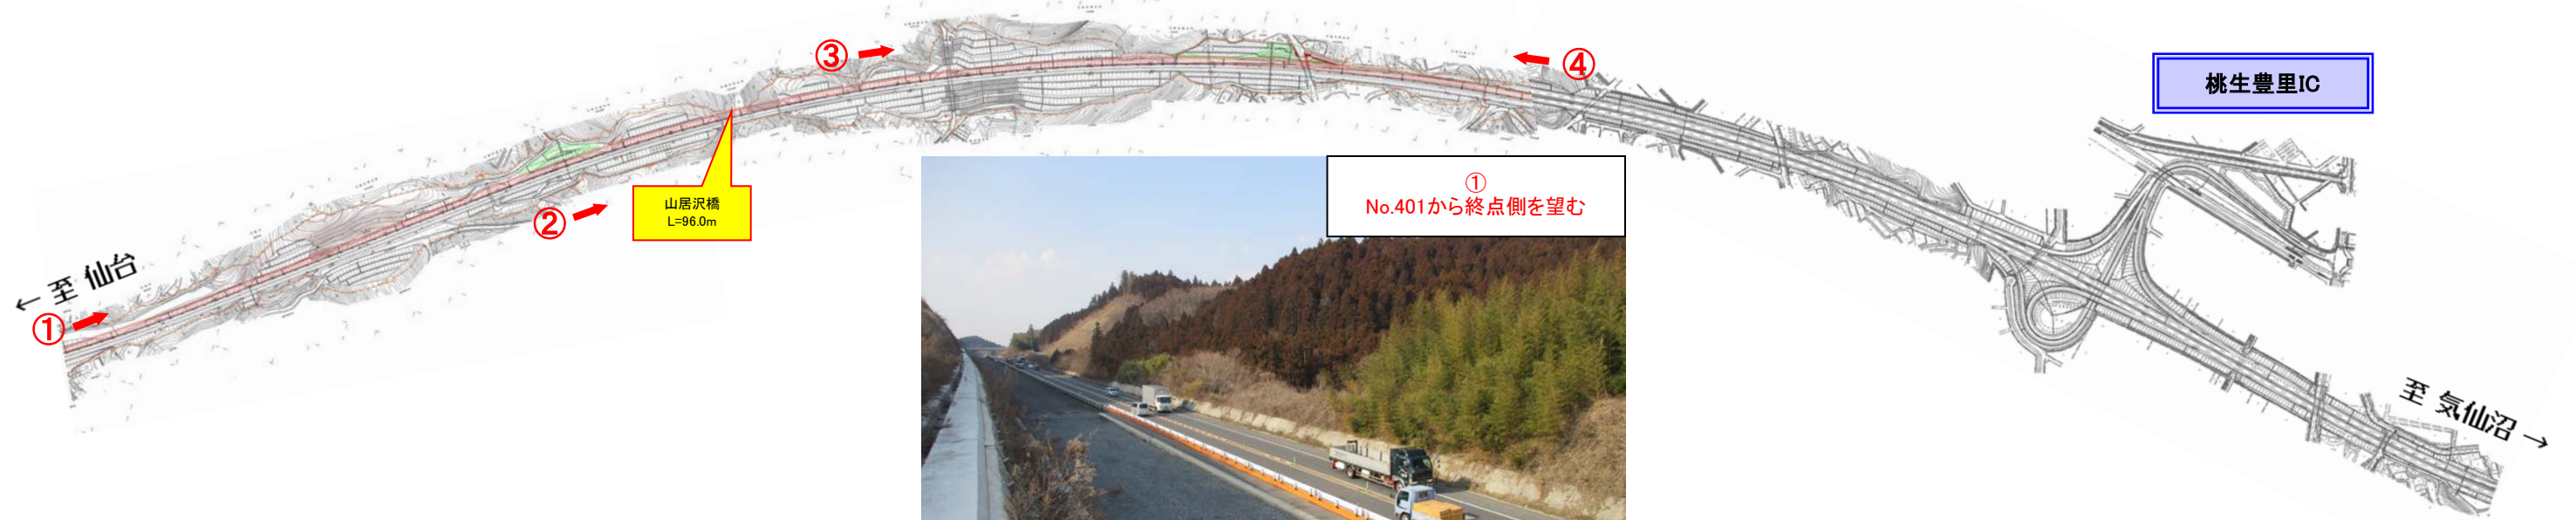 ③
④
桃生豊里IC
②
山居沢橋
L=96.0m
①
No.401から終点側を望む
← 至 仙台
①
至 気仙沼 →